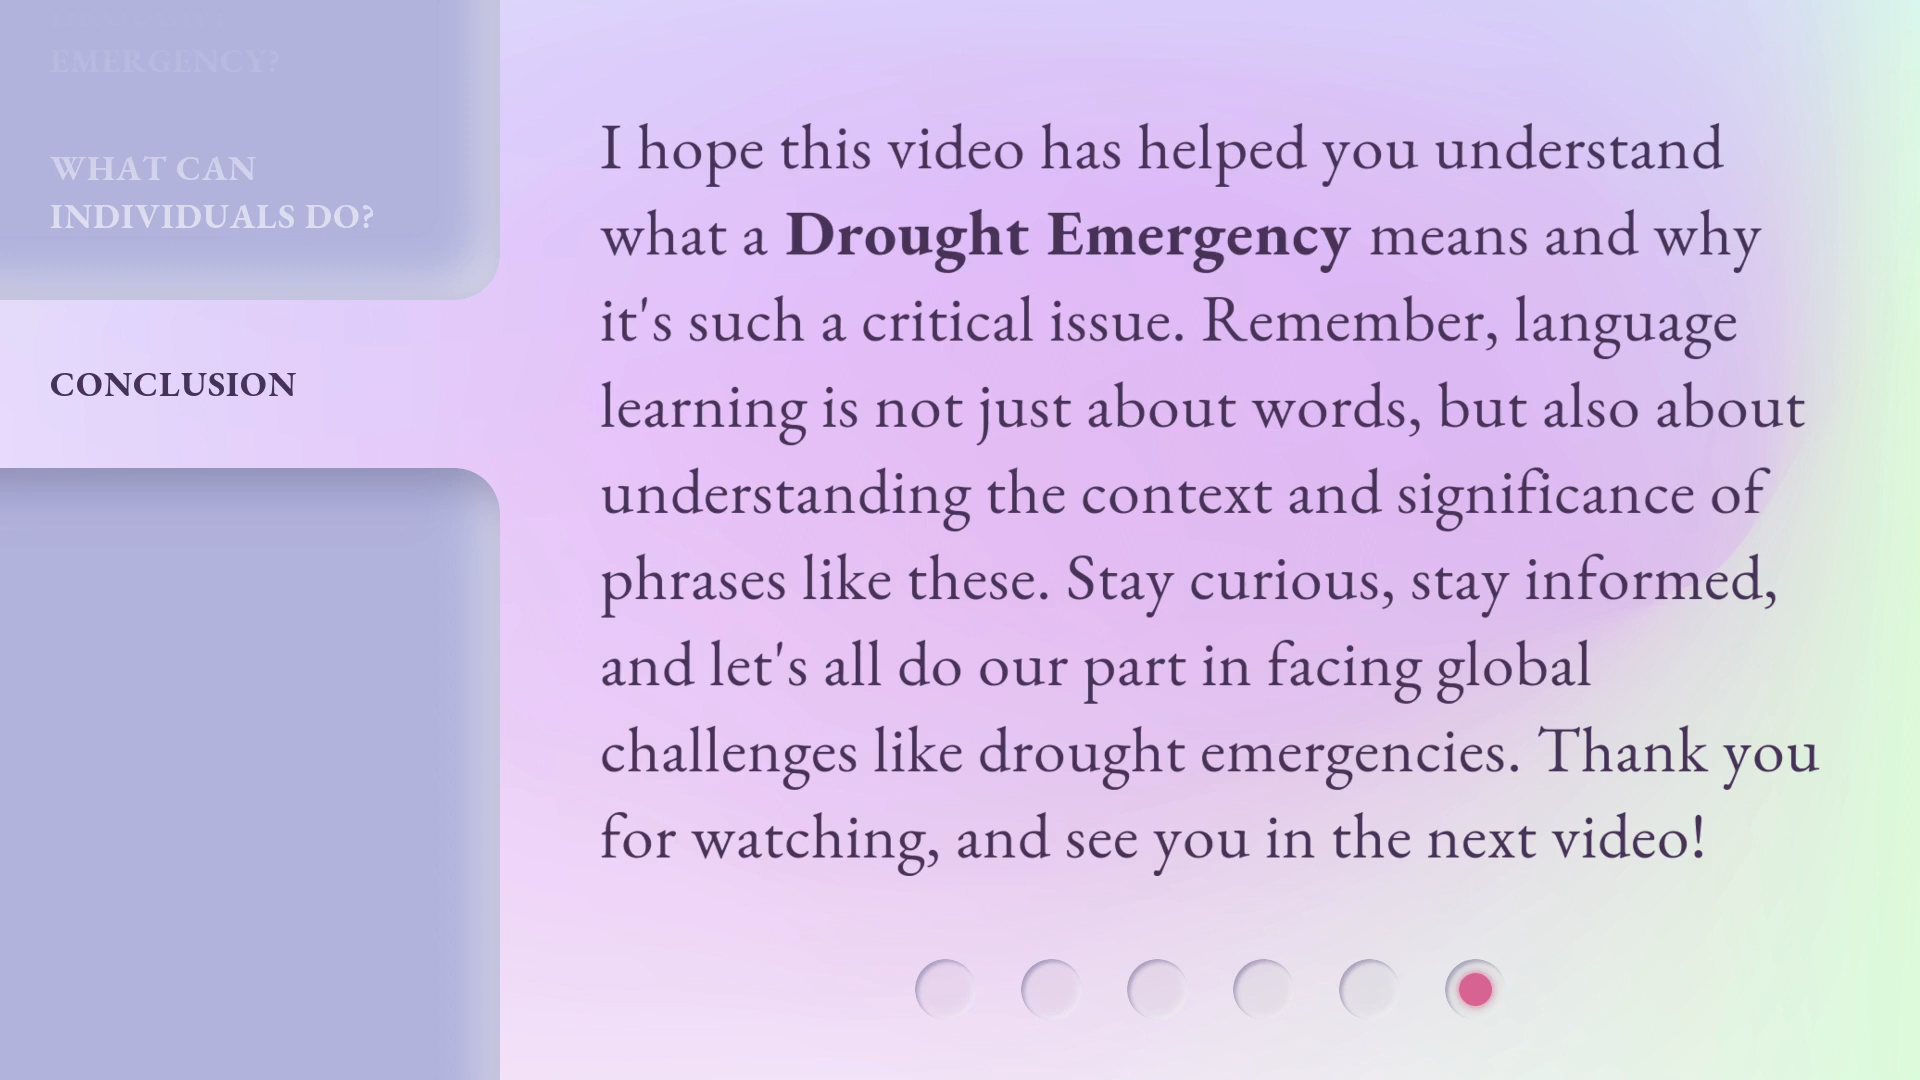 EMERGENCY?
WHAT CAN
INDIVIDUALS DO?
CONCLUSION
I hope this video has helped you understand
what a Drought Emergency means and why
it's such a critical issue. Remember, language
learning is not just about words, but also about
understanding the context and significance of
phrases like these. Stay curious, stay informed,
and let's all do our part in facing global
challenges like drought emergencies. Thank you
for watching, and see you in the next video!